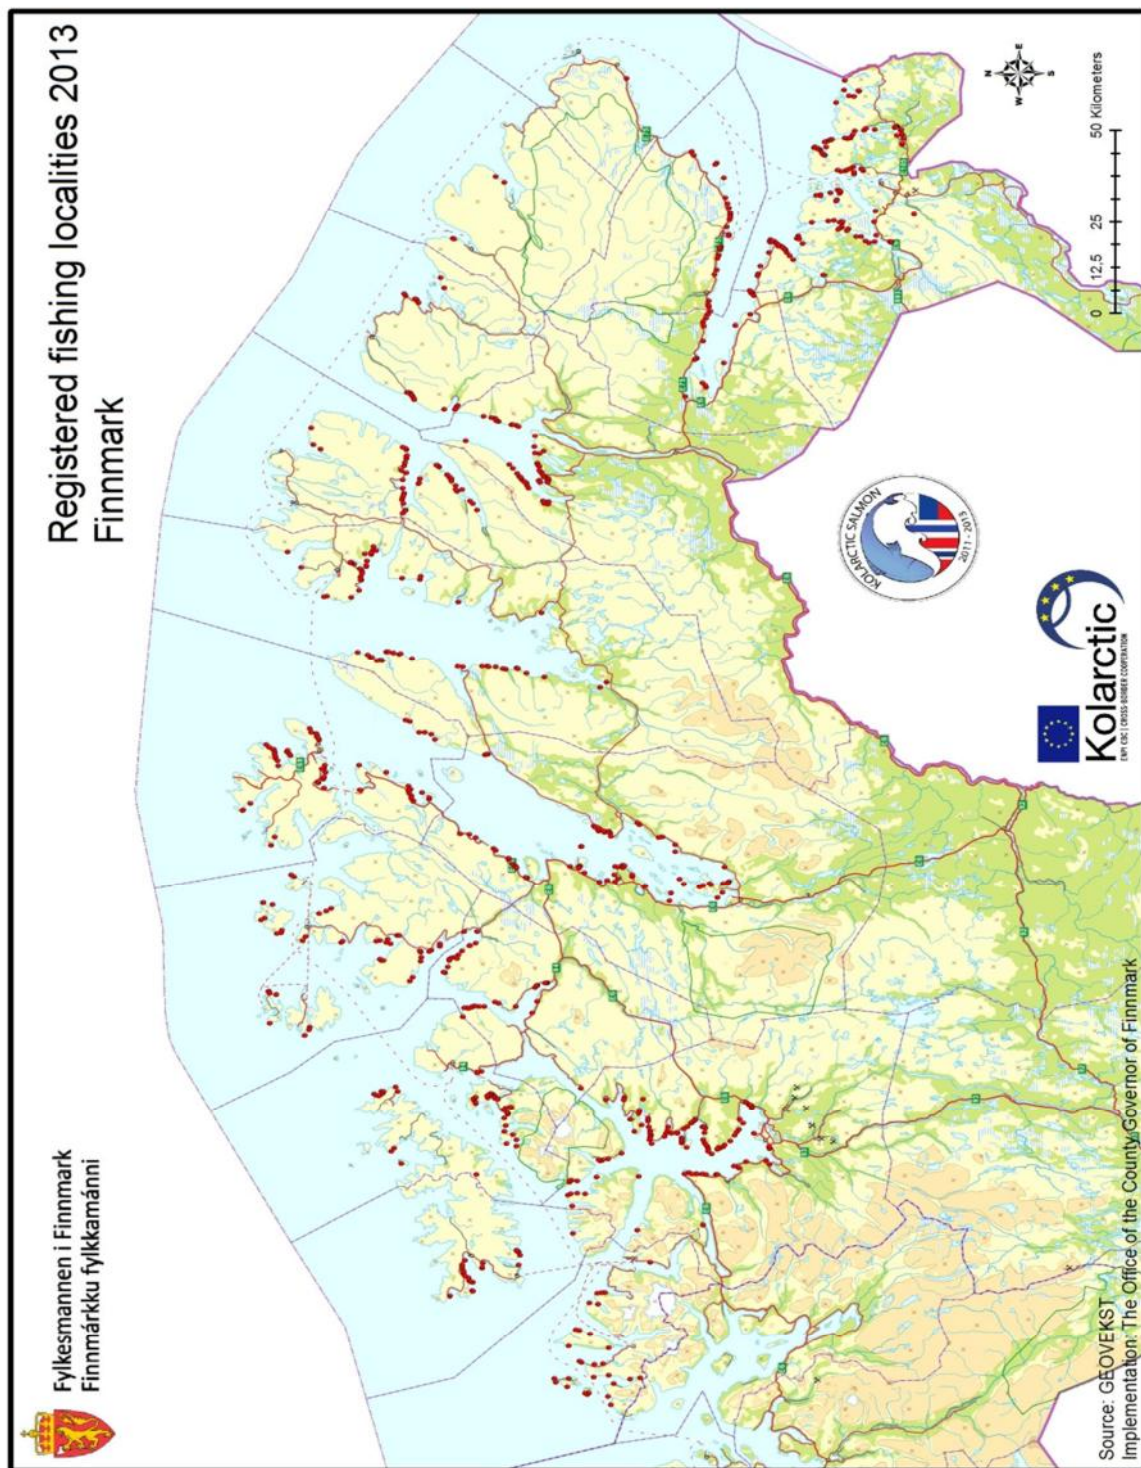 Fylkesmannen i Finnmark
Finnmárkku fylkkamánni
Registered fishing localities 2013
Finnmark
KOLARCTIC SALMON
2011 - 2013
Kolarctic
ENPI CBC | CROSS-BORDER COOPERATION
N
W E
S
0 12,5 25 50 Kilometers
Source: GEOVEKST
Implementation: The Office of the County Governor of Finnmark